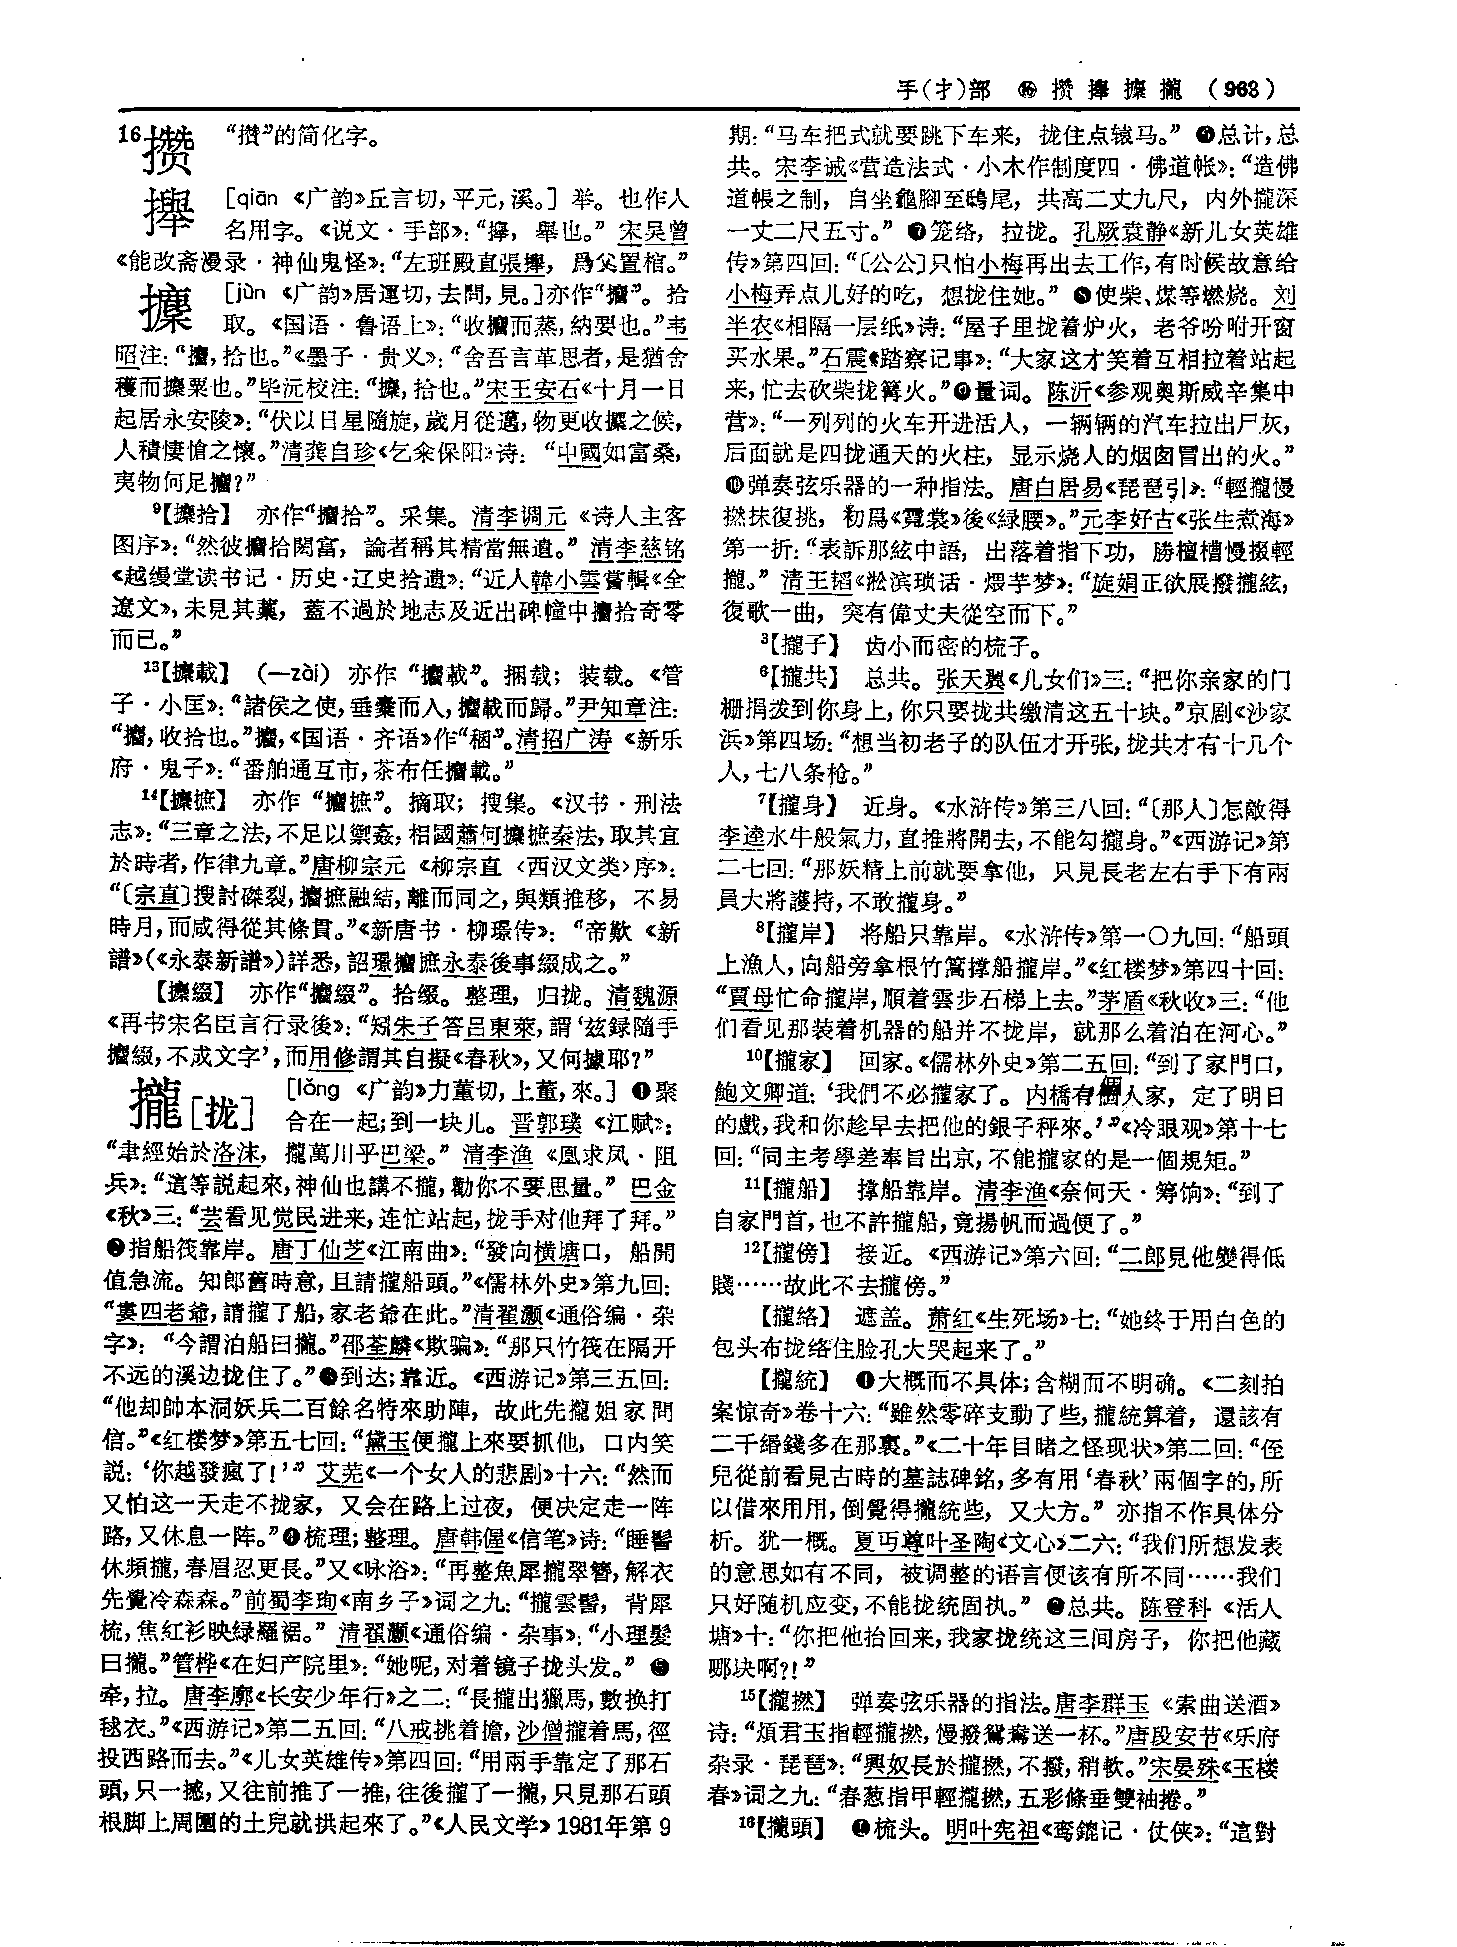 手(扌)部 ⑯ 攒 攑 攗 攏 (963)
16攒 “攢”的简化字。
攑 [qiān 《广韵》丘言切,平元,溪。] 举。也作人
名用字。《说文·手部》:“攑,舉也。” 宋吴曾
《能改斋漫录·神仙鬼怪》:“左班殿直張攑,爲父置棺。”
攗 [jùn 《广韵》居運切,去問,見。]亦作“攟”。拾
取。《国语·鲁语上》:“收攟而蒸,納要也。”韦
昭注:“攟,拾也。”《墨子·贵义》:“舍吾言革思者,是猶舍
穫而攗粟也。”毕沅校注:“攗,拾也。”宋王安石《十月一日
起居永安陵》:“伏以日星隨旋,歲月從邁,物更收攗之候,
人積悽愴之懷。”清龚自珍《乞籴保阳》诗:“中國如富桑,
夷物何足攟?”
9【攗拾】 亦作“攟拾”。采集。清李调元《诗人主客
图序》:“然彼攟拾閎富,論者稱其精當無遺。” 清李慈铭
《越缦堂读书记·历史·辽史拾遗》:“近人韓小雲嘗輯《全
遼文》,未見其藁,蓋不過於地志及近出碑幢中攟拾奇零
而已。”
13【攗載】 (—zài) 亦作“攟載”。捆载;装载。《管
子·小匡》:“諸侯之使,垂橐而入,攟載而歸。”尹知章注:
“攟,收拾也。”攟,《国语·齐语》作“稛”。清招广涛《新乐
府·鬼子》:“番舶通互市,茶布任攟載。”
14【攗摭】 亦作“攟摭”。摘取;搜集。《汉书·刑法
志》:“三章之法,不足以禦姦,相國蕭何攗摭秦法,取其宜
於時者,作律九章。”唐柳宗元《柳宗直〈西汉文类〉序》:
“〔宗直〕搜討磔裂,攟摭融結,離而同之,與類推移,不易
時月,而咸得從其條貫。”《新唐书·柳璟传》:“帝歎《新
譜》(《永泰新譜》)詳悉,詔璟攟摭永泰後事綴成之。”
【攗缀】 亦作“攟綴”。拾缀。整理,归拢。清魏源
《再书宋名臣言行录後》:“矧朱子答吕東萊,謂‘兹録隨手
攟綴,不成文字’,而用修謂其自擬《春秋》,又何據耶?”
攏[拢] [lǒng 《广韵》力董切,上董,來。] ❶聚
合在一起;到一块儿。晋郭璞《江赋》:
“聿經始於洛沬,攏萬川乎巴梁。” 清李渔《凰求凤·阻
兵》:“這等説起來,神仙也講不攏,勸你不要思量。” 巴金
《秋》三:“芸看见觉民进来,连忙站起,拢手对他拜了拜。”
❷指船筏靠岸。唐丁仙芝《江南曲》:“發向横塘口,船開
值急流。知郎舊時意,且請攏船頭。”《儒林外史》第九回:
“婁四老爺,請攏了船,家老爺在此。”清翟灏《通俗编·杂
字》:“今謂泊船曰攏。”邵荃麟《欺骗》:“那只竹筏在隔开
不远的溪边拢住了。”❸到达;靠近。《西游记》第三五回:
“他却帥本洞妖兵二百餘名特來助陣,故此先攏姐家問
信。”《红楼梦》第五七回:“黛玉便攏上來要抓他,口内笑
説:‘你越發瘋了!’” 艾芜《一个女人的悲剧》十六:“然而
又怕这一天走不拢家,又会在路上过夜,便决定走一阵
路,又休息一阵。”❹梳理;整理。唐韩偓《信笔》诗:“睡髻
休頻攏,春眉忍更長。”又《咏浴》:“再整魚犀攏翠簪,解衣
先覺冷森森。”前蜀李珣《南乡子》词之九:“攏雲髻,背犀
梳,焦紅衫映緑羅裾。” 清翟灏《通俗编·杂事》:“小理髮
曰攏。”管桦《在妇产院里》:“她呢,对着镜子拢头发。” ❺
牵,拉。唐李廓《长安少年行》之二:“長攏出獵馬,數换打
毬衣。”《西游记》第二五回:“八戒挑着擔,沙僧攏着馬,徑
投西路而去。”《儿女英雄传》第四回:“用兩手靠定了那石
頭,只一撼,又往前推了一推,往後攏了一攏,只見那石頭
根脚上周圍的土兒就拱起來了。”《人民文学》1981年第9
期:“马车把式就要跳下车来,拢住点辕马。” ❻总计,总
共。宋李诫《营造法式·小木作制度四·佛道帐》:“造佛
道帳之制,自坐龜脚至鴟尾,共高二丈九尺,内外攏深
一丈二尺五寸。” ❼笼络,拉拢。孔厥袁静《新儿女英雄
传》第四回:“〔公公〕只怕小梅再出去工作,有时候故意给
小梅弄点儿好的吃,想拢住她。” ❽使柴、煤等燃烧。刘
半农《相隔一层纸》诗:“屋子里拢着炉火,老爷吩咐开窗
买水果。”石震《踏察记事》:“大家这才笑着互相拉着站起
来,忙去砍柴拢篝火。”❾量词。陈沂《参观奥斯威辛集中
营》:“一列列的火车开进活人,一辆辆的汽车拉出尸灰,
后面就是四拢通天的火柱,显示烧人的烟囱冒出的火。”
❿弹奏弦乐器的一种指法。唐白居易《琵琶引》:“輕攏慢
撚抹復挑,初爲《霓裳》後《緑腰》。”元李好古《张生煮海》
第一折:“表訴那絃中語,出落着指下功,勝檀槽慢掇輕
攏。” 清王韬《淞滨琐话·煨芋梦》:“旋娟正欲展撥攏絃,
復歌一曲,突有偉丈夫從空而下。”
3【攏子】 齿小而密的梳子。
6【攏共】 总共。张天翼《儿女们》三:“把你亲家的门
栅捐泼到你身上,你只要拢共缴清这五十块。”京剧《沙家
浜》第四场:“想当初老子的队伍才开张,拢共才有十几个
人,七八条枪。”
7【攏身】 近身。《水浒传》第三八回:“〔那人〕怎敵得
李逵水牛般氣力,直推將開去,不能勾攏身。”《西游记》第
二七回:“那妖精上前就要拿他,只見長老左右手下有兩
員大將護持,不敢攏身。”
8【攏岸】 将船只靠岸。《水浒传》第一〇九回:“船頭
上漁人,向船旁拿根竹篙撑船攏岸。”《红楼梦》第四十回:
“賈母忙命攏岸,順着雲步石梯上去。”茅盾《秋收》三:“他
们看见那装着机器的船并不拢岸,就那么着泊在河心。”
10【攏家】 回家。《儒林外史》第二五回:“到了家門口,
鮑文卿道:‘我們不必攏家了。内橋有個人家,定了明日
的戲,我和你趁早去把他的銀子秤來。’”《冷眼观》第十七
回:“同主考學差奉旨出京,不能攏家的是一個規矩。”
11【攏船】 撑船靠岸。清李渔《奈何天·筹饷》:“到了
自家門首,也不許攏船,竟揚帆而過便了。”
12【攏傍】 接近。《西游记》第六回:“二郎見他變得低
賤……故此不去攏傍。”
【攏絡】 遮盖。萧红《生死场》七:“她终于用白色的
包头布拢络住脸孔大哭起来了。”
【攏統】 ❶大概而不具体;含糊而不明确。《二刻拍
案惊奇》卷十六:“雖然零碎支動了些,攏統算着,還該有
二千緡錢多在那裏。”《二十年目睹之怪现状》第二回:“侄
兒從前看見古時的墓誌碑銘,多有用‘春秋’兩個字的,所
以借來用用,倒覺得攏統些,又大方。” 亦指不作具体分
析。犹一概。夏丏尊叶圣陶《文心》二六:“我们所想发表
的意思如有不同,被调整的语言便该有所不同……我们
只好随机应变,不能拢统固执。” ❷总共。陈登科《活人
塘》十:“你把他抬回来,我家拢统这三间房子,你把他藏
哪块啊?!”
15【攏撚】 弹奏弦乐器的指法。唐李群玉《索曲送酒》
诗:“煩君玉指輕攏撚,慢撥鴛鴦送一杯。”唐段安节《乐府
杂录·琵琶》:“興奴長於攏撚,不撥,稍軟。”宋晏殊《玉楼
春》词之九:“春葱指甲輕攏撚,五彩條垂雙袖捲。”
16【攏頭】 ❶梳头。明叶宪祖《鸾鎞记·仗侠》:“這對